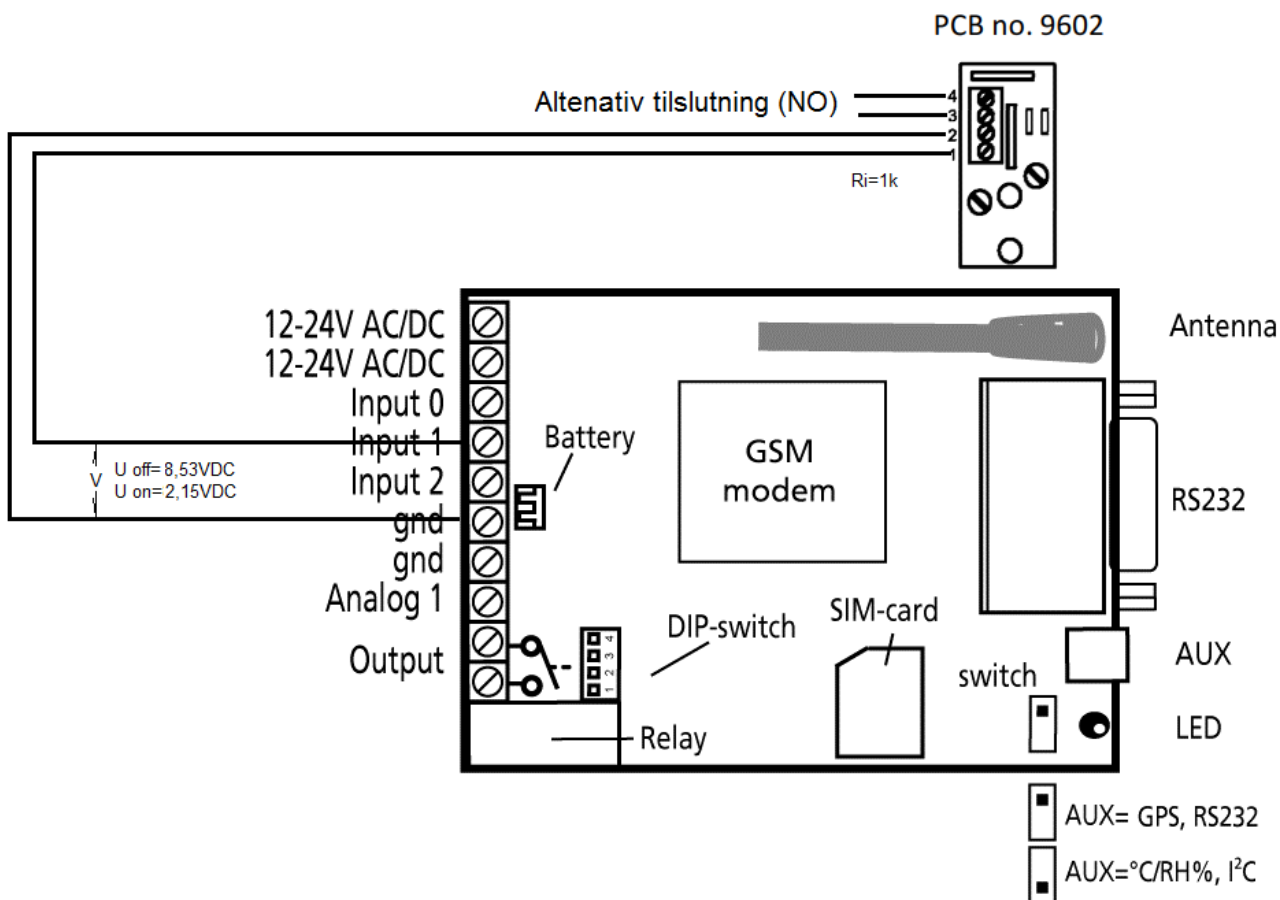 PCB no. 9602
Altenativ tilslutning (NO)
4
3
2
1
Ri=1k
12-24V AC/DC
12-24V AC/DC
Input 0
Input 1
Input 2
gnd
gnd
Analog 1
Output
V
U off= 8,53VDC
U on= 2,15VDC
Battery
GSM
modem
Antenna
RS232
DIP-switch
4
3
2
1
SIM-card
switch
AUX
LED
Relay
AUX= GPS, RS232
AUX=°C/RH%, I²C